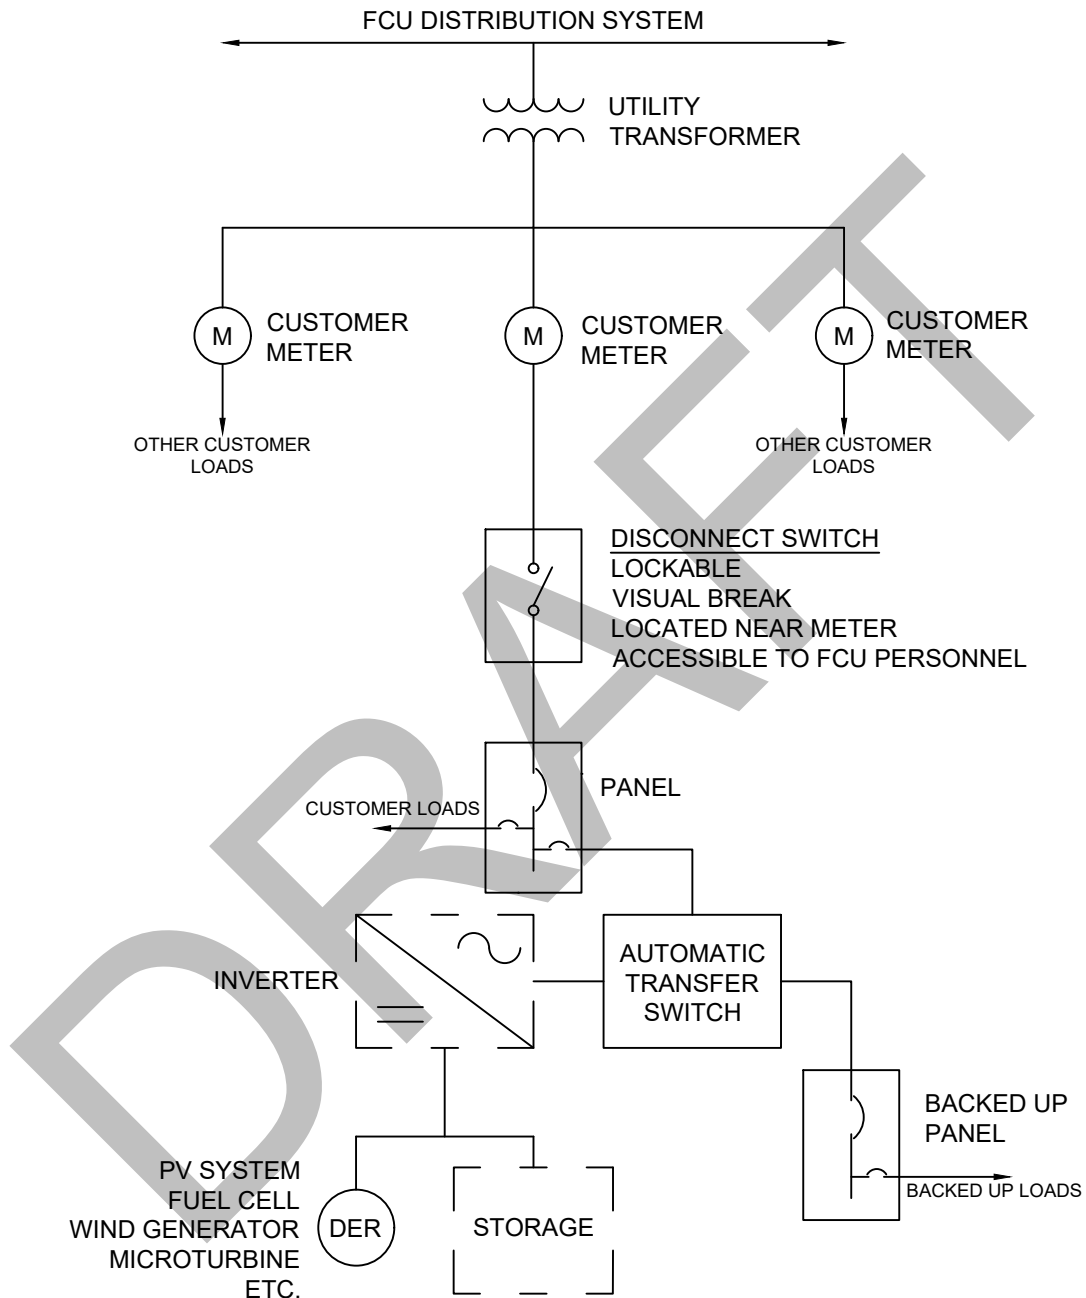 FCU DISTRIBUTION SYSTEM
UTILITY
TRANSFORMER
M
CUSTOMER
METER
M
CUSTOMER
METER
M
CUSTOMER
METER
OTHER CUSTOMER
LOADS
OTHER CUSTOMER
LOADS
DISCONNECT SWITCH
LOCKABLE
VISUAL BREAK
LOCATED NEAR METER
ACCESSIBLE TO FCU PERSONNEL
PANEL
CUSTOMER LOADS
INVERTER
AUTOMATIC
TRANSFER
SWITCH
BACKED UP
PANEL
BACKED UP LOADS
PV SYSTEM
FUEL CELL
WIND GENERATOR
MICROTURBINE
ETC.
DER
STORAGE
DRAFT